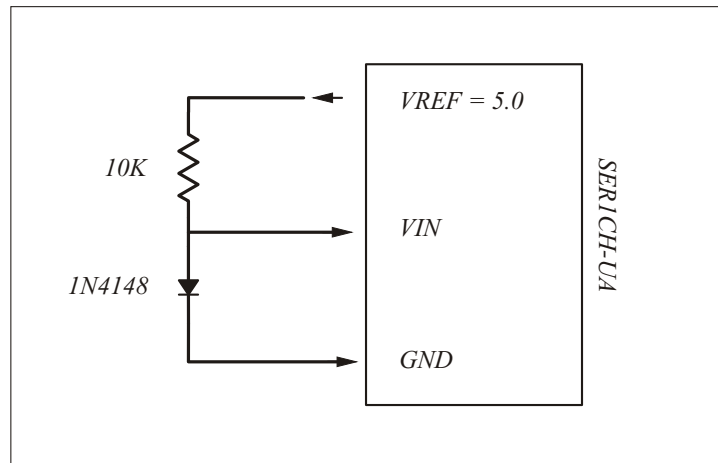 VREF = 5.0
10K
VIN
1N4148
GND
SER1CH-UA